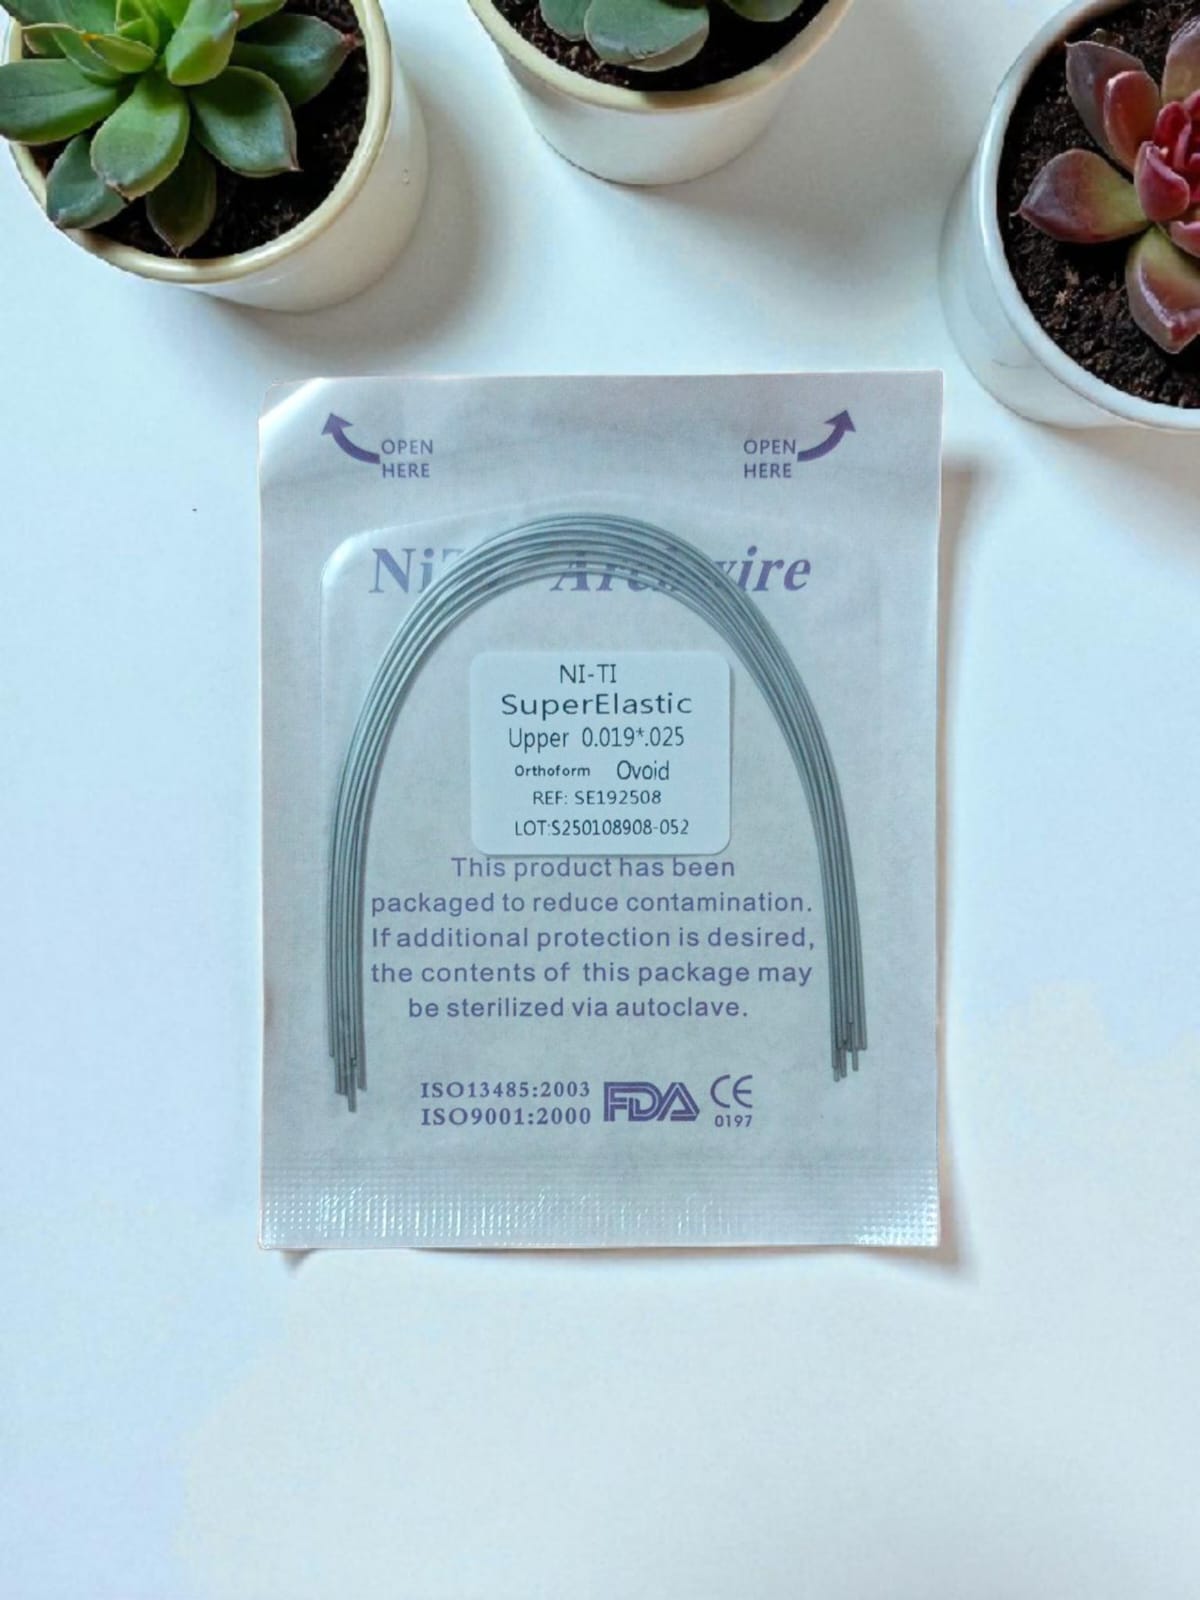 OPEN HERE
OPEN HERE
NI-TI
SuperElastic
Upper 0.019*.025
Orthoform Ovoid
REF: SE192508
LOT:S250108908-052
This product has been
packaged to reduce contamination.
If additional protection is desired,
the contents of this package may
be sterilized via autoclave.
ISO13485:2003
ISO9001:2000
FDA CE
0197